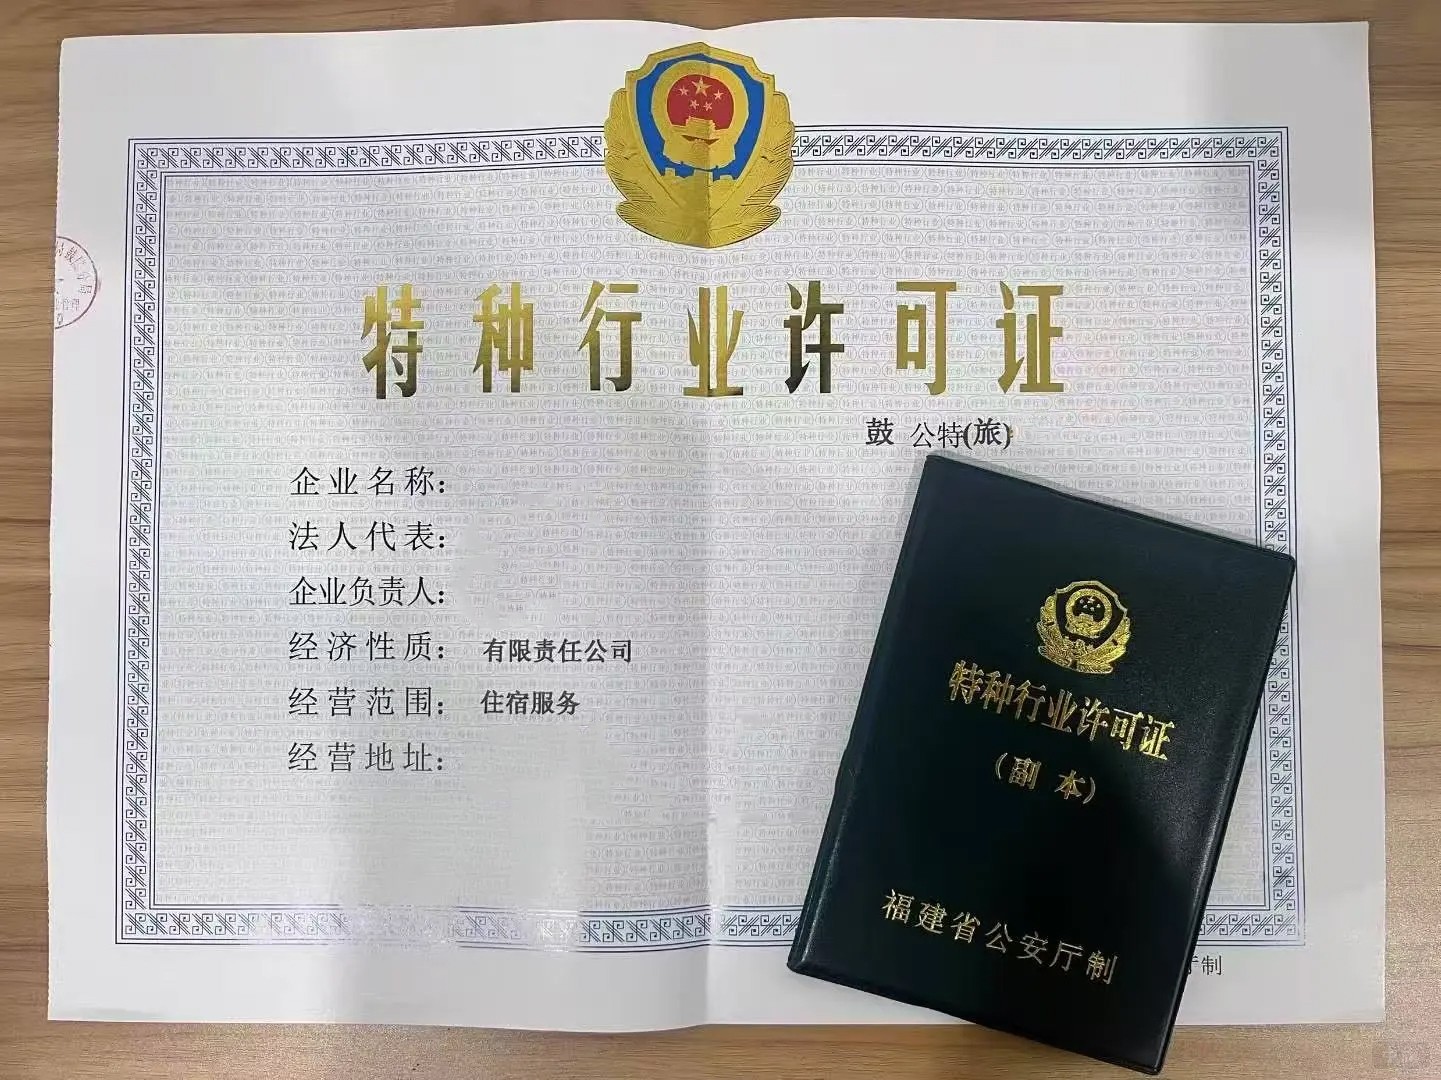 特种行业许可证
鼓 公特(旅)
企业名称：
法人代表：
企业负责人：
经济性质： 有限责任公司
经营范围： 住宿服务
经营地址：
特种行业许可证
（副 本）
福建省公安厅制
厅制